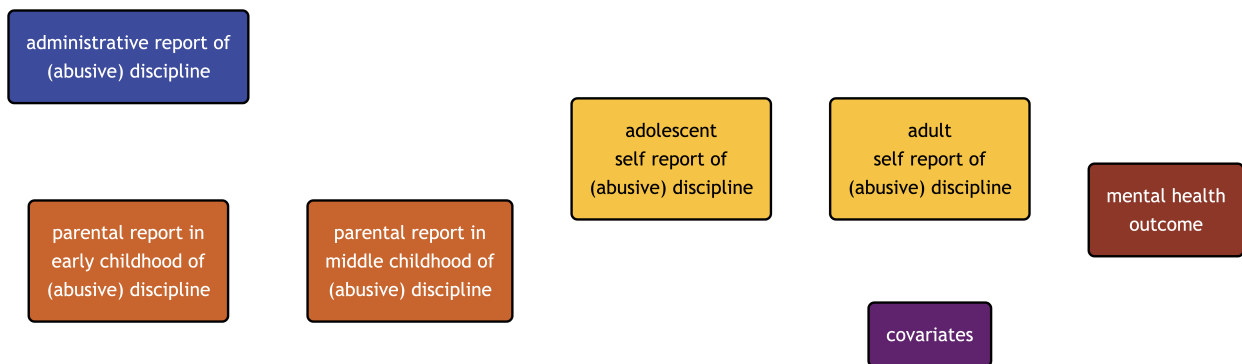 administrative report of
(abusive) discipline
parental report in
early childhood of
(abusive) discipline
parental report in
middle childhood of
(abusive) discipline
adolescent
self report of
(abusive) discipline
adult
self report of
(abusive) discipline
mental health
outcome
covariates